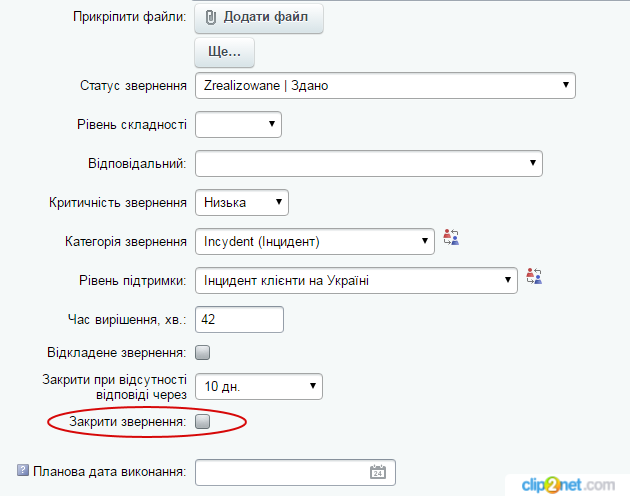 Прикріпити файли: Додати файл
Ще...
Статус звернення Zrealizowane | Здано
Рівень складності
Відповідальний:
Критичність звернення Низька
Категорія звернення Incydent (Інцидент)
Рівень підтримки: Інцидент клієнти на Україні
Час вирішення, хв.: 42
Відкладене звернення:
Закрити при відсутності
відповіді через 10 дн.
Закрити звернення:
? Планова дата виконання: 24
clip2net.com